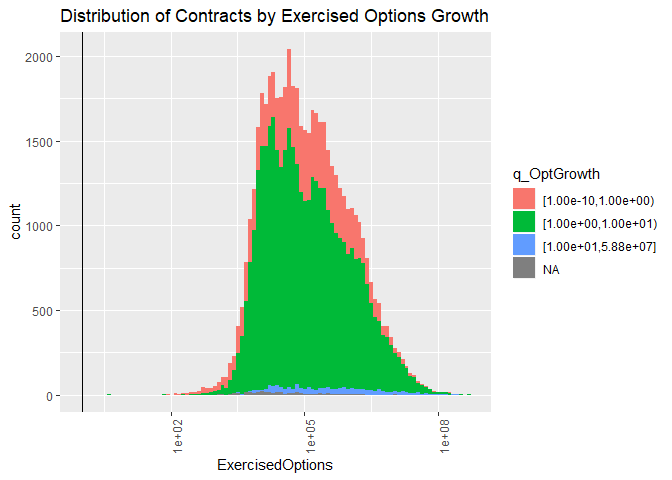 Distribution of Contracts by Exercised Options Growth
2000
1500
1000
500
0
count
1e+02
1e+05
1e+08
ExercisedOptions
q_OptGrowth
[1.00e-10,1.00e+00)
[1.00e+00,1.00e+01)
[1.00e+01,5.88e+07]
NA